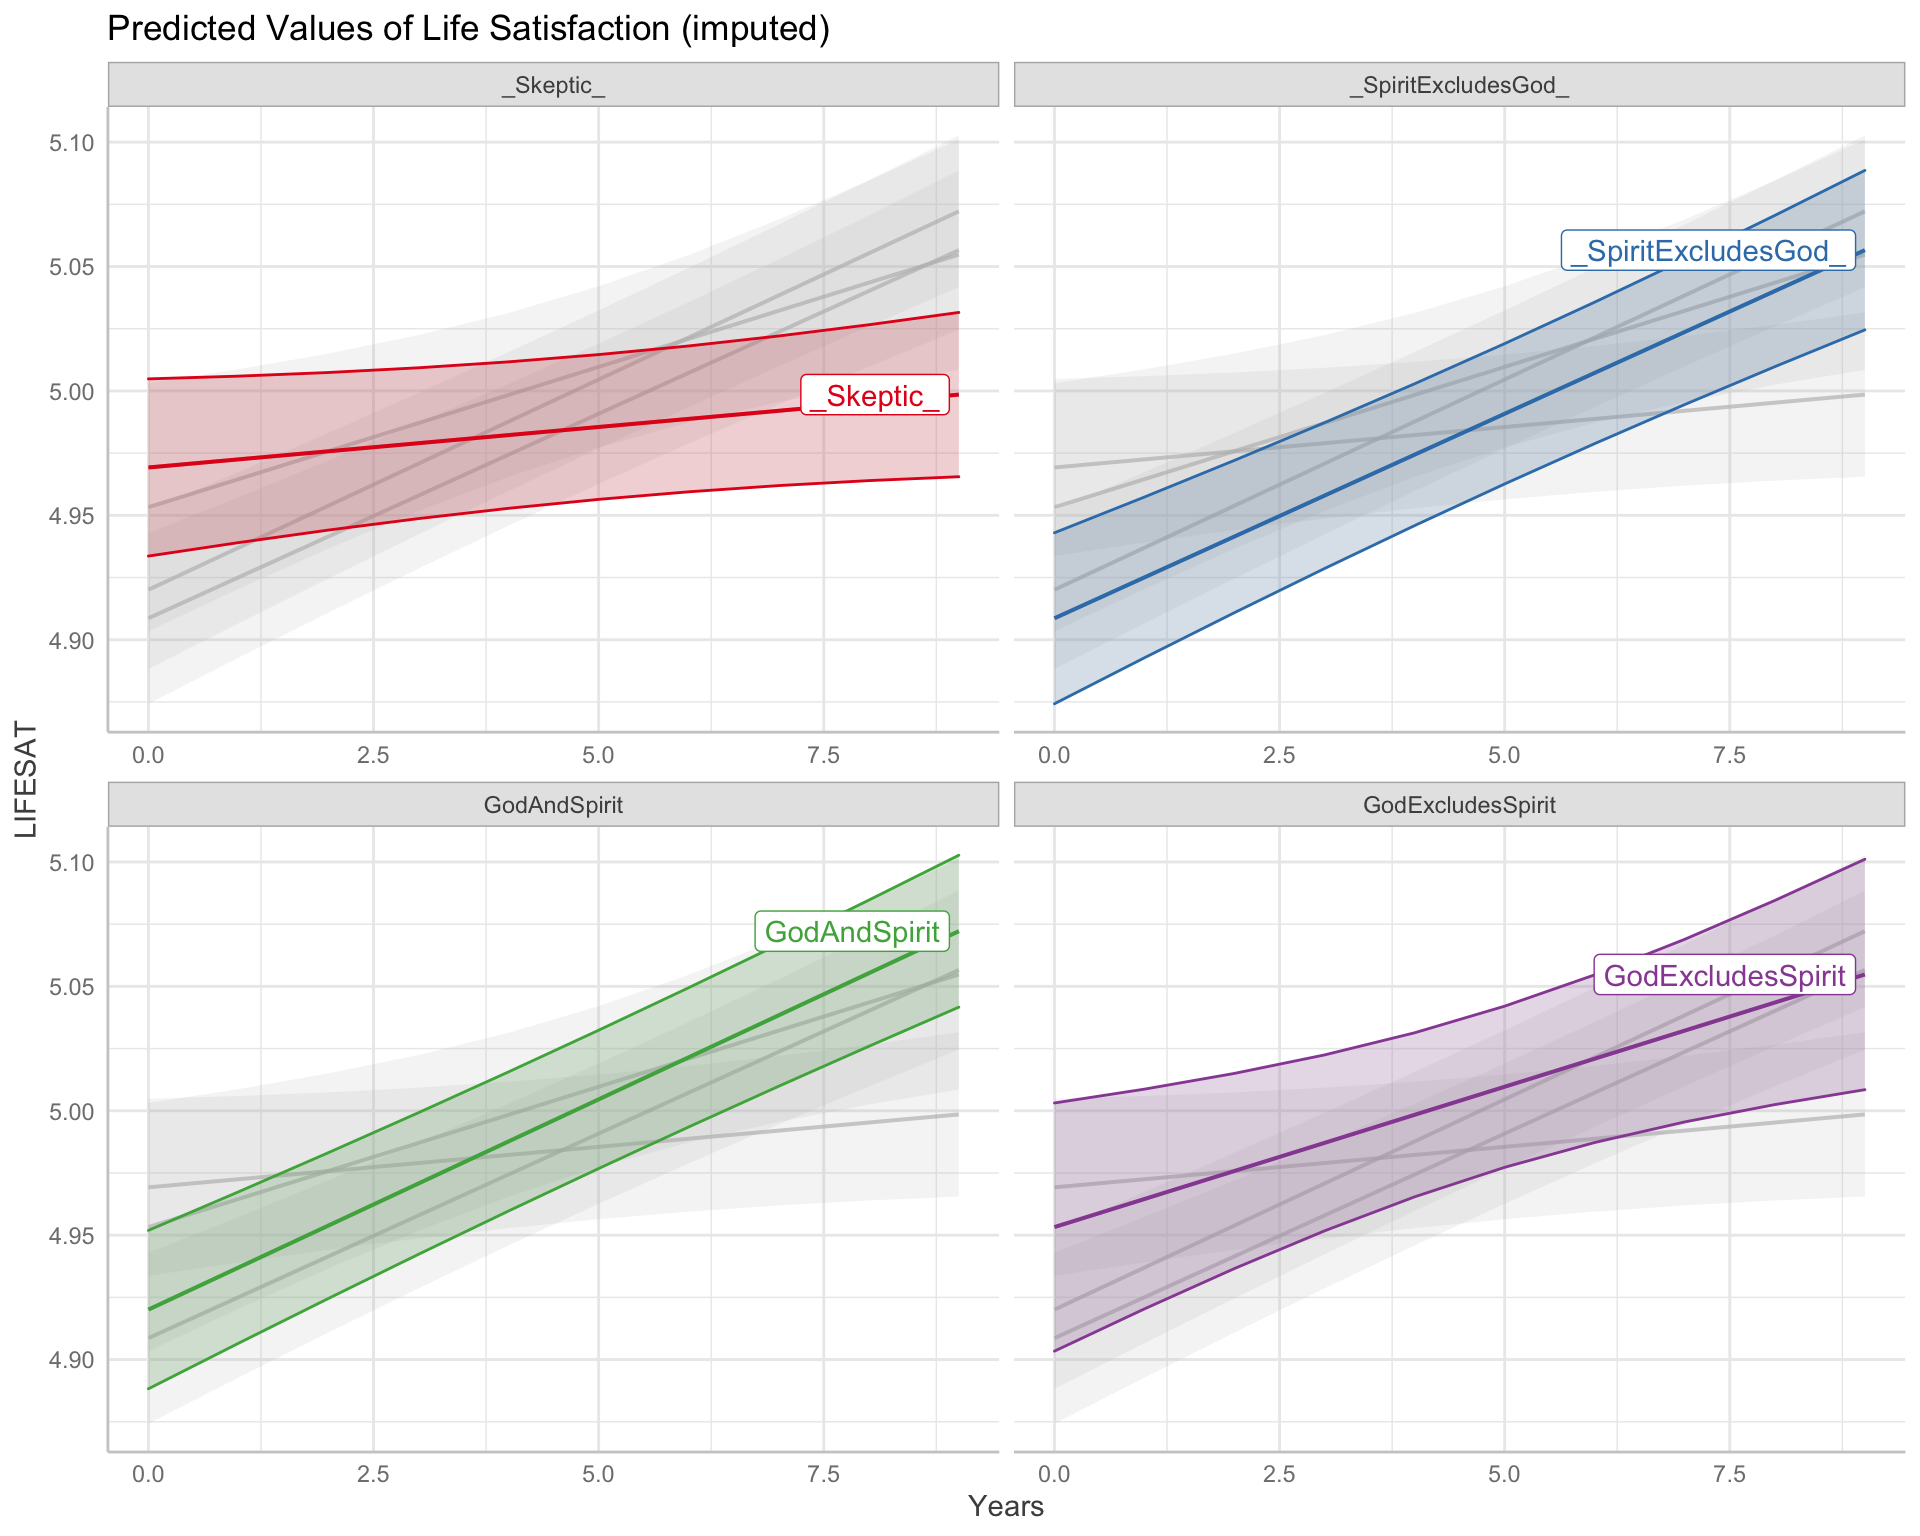 Predicted Values of Life Satisfaction (imputed)
_Skeptic_
_SpiritExcludesGod_
5.10
5.05
5.00
4.95
4.90
_Skeptic_
_SpiritExcludesGod_
0.0 2.5 5.0 7.5
0.0 2.5 5.0 7.5
LIFESAT
GodAndSpirit
GodExcludesSpirit
5.10
5.05
5.00
4.95
4.90
GodAndSpirit
GodExcludesSpirit
0.0 2.5 5.0 7.5
0.0 2.5 5.0 7.5
Years